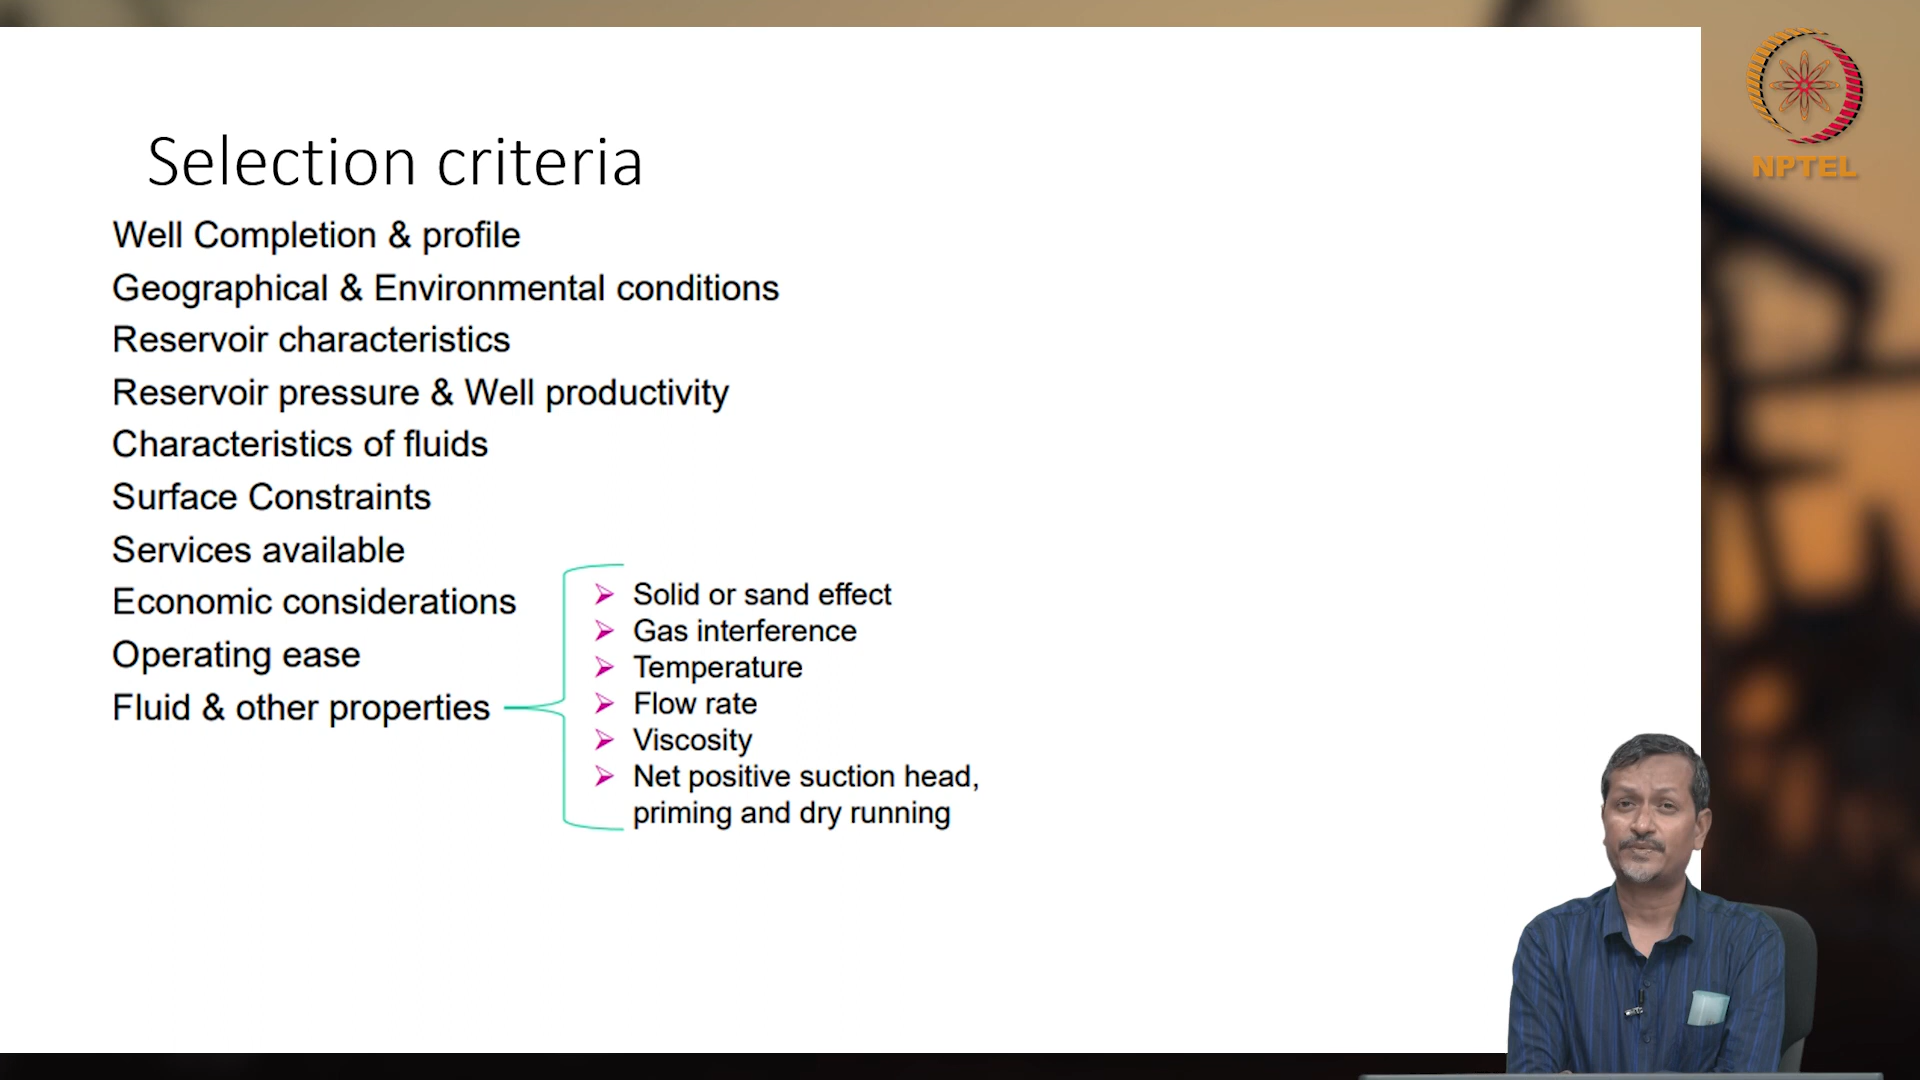 Selection criteria
Well Completion & profile
Geographical & Environmental conditions
Reservoir characteristics
Reservoir pressure & Well productivity
Characteristics of fluids
Surface Constraints
Services available
Economic considerations
Operating ease
Fluid & other properties
Solid or sand effect
Gas interference
Temperature
Flow rate
Viscosity
Net positive suction head,
priming and dry running
NPTEL